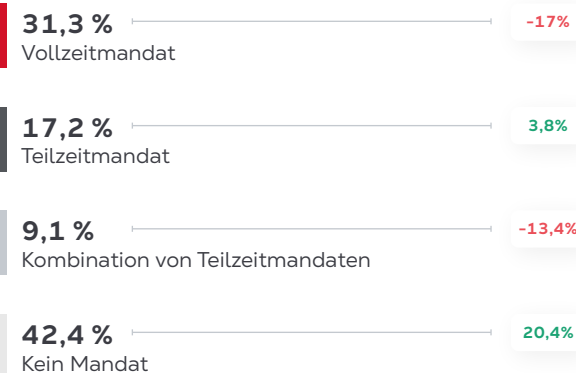 31,3 %
-17%
Vollzeitmandat
17,2 %
3,8%
Teilzeitmandat
9,1 %
-13,4%
Kombination von Teilzeitmandaten
42,4 %
20,4%
Kein Mandat